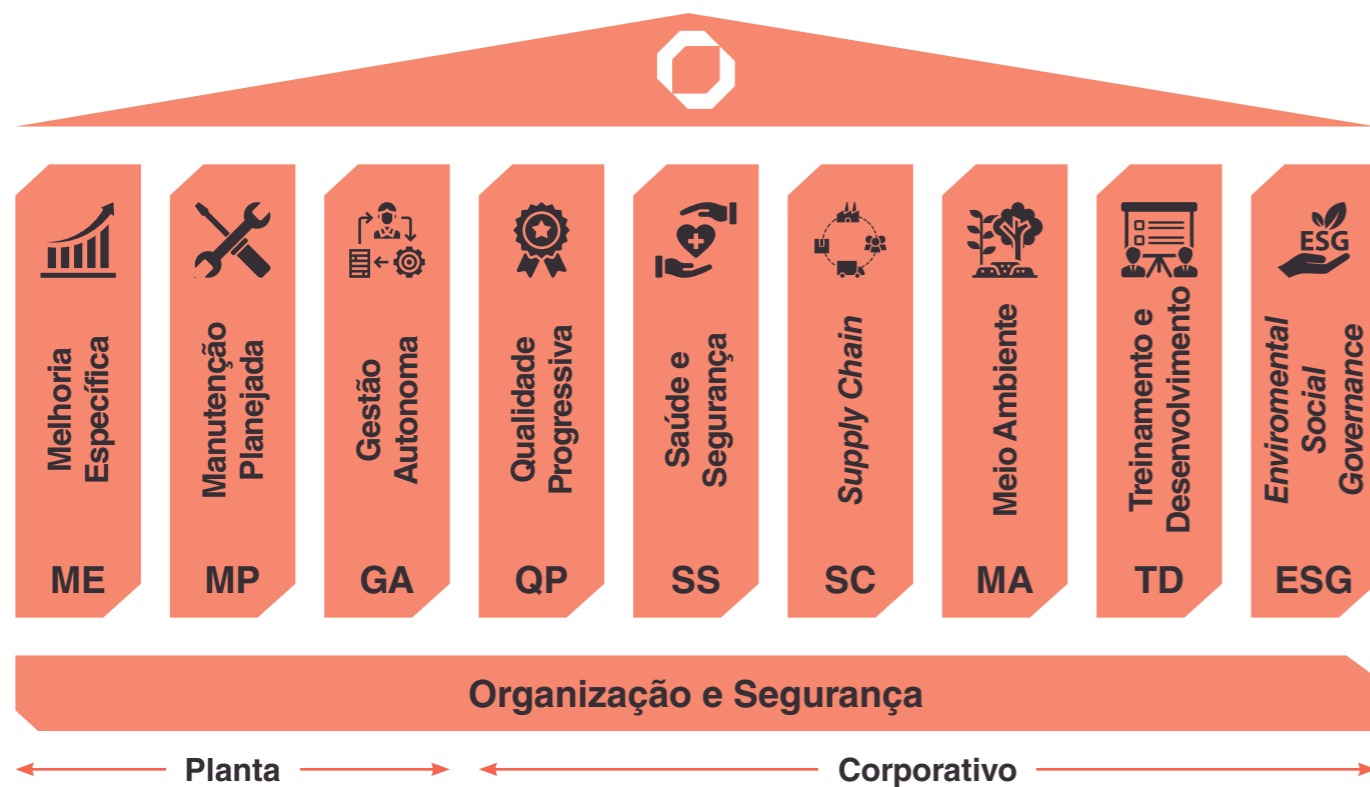 Melhoria
Específica
ME
Manutenção
Planejada
MP
Gestão
Autonoma
GA
Qualidade
Progressiva
QP
Saúde e
Segurança
SS
Supply Chain
SC
Meio Ambiente
MA
Treinamento e
Desenvolvimento
TD
ESG
Enviromental
Social
Governance
ESG
Organização e Segurança
Planta
Corporativo